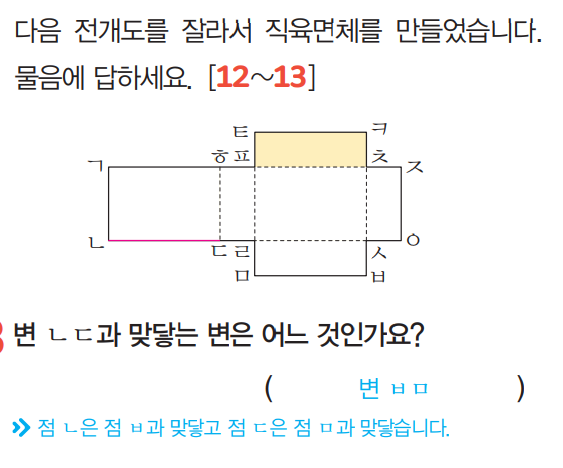 다음 전개도를 잘라서 직육면체를 만들었습니다.
물음에 답하세요. [12~13]
ㅌ ㅋ
ㄱ ㅎ ㅍ ㅊ ㅈ
ㄴ ㄷ ㄹ ㅅ ㅇ
ㅁ ㅂ
변 ㄴㄷ과 맞닿는 변은 어느 것인가요?
( 변 ㅂㅁ )
점 ㄴ은 점 ㅂ과 맞닿고 점 ㄷ은 점 ㅁ과 맞닿습니다.